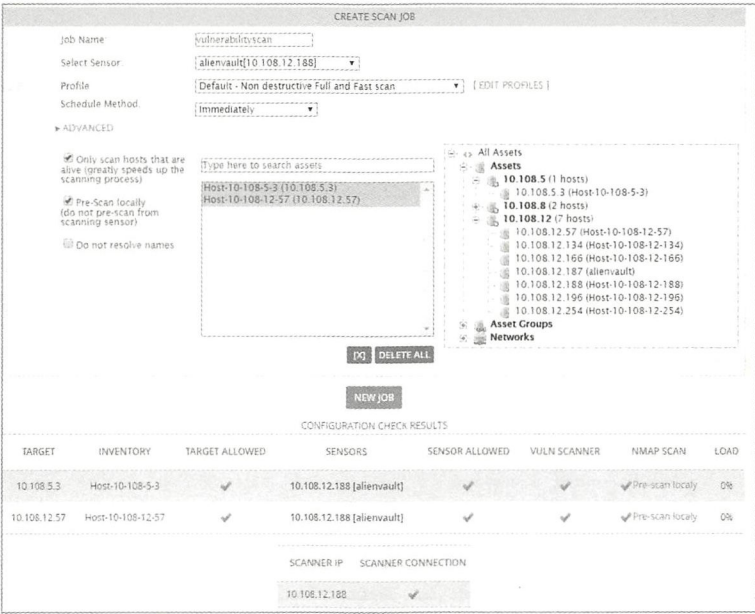 CREATE SCAN JOB
Job Name: vulnerabilityscan
Select Sensor: alienvault[10.108.12.188]
Profile Default - Non destructive Full and Fast scan [ EDIT PROFILES ]
Schedule Method: Immediately
ADVANCED
Only scan hosts that are
alive (greatly speeds up the
scanning process)
Pre-Scan locally
(do not pre-scan from
scanning sensor)
Do not resolve names
Type here to search assets
Host-10-108-5-3 (10.108.5.3)
Host-10-108-12-57 (10.108.12.57)
[X] DELETE ALL
All Assets
Assets
10.108.5 (1 hosts)
10.108.5.3 (Host-10-108-5-3)
10.108.8 (2 hosts)
10.108.12 (7 hosts)
10.108.12.57 (Host-10-108-12-57)
10.108.12.134 (Host-10-108-12-134)
10.108.12.166 (Host-10-108-12-166)
10.108.12.187 (alienvault)
10.108.12.188 (Host-10-108-12-188)
10.108.12.196 (Host-10-108-12-196)
10.108.12.254 (Host-10-108-12-254)
Asset Groups
Networks
NEW JOB
CONFIGURATION CHECK RESULTS
TARGET INVENTORY TARGET ALLOWED SENSORS SENSOR ALLOWED VULN SCANNER NMAP SCAN LOAD
10.108.5.3 Host-10-108-5-3 10.108.12.188 [alienvault] Pre-scan localy 0%
10.108.12.57 Host-10-108-12-57 10.108.12.188 [alienvault] Pre-scan localy 0%
SCANNER IP SCANNER CONNECTION
10.108.12.188